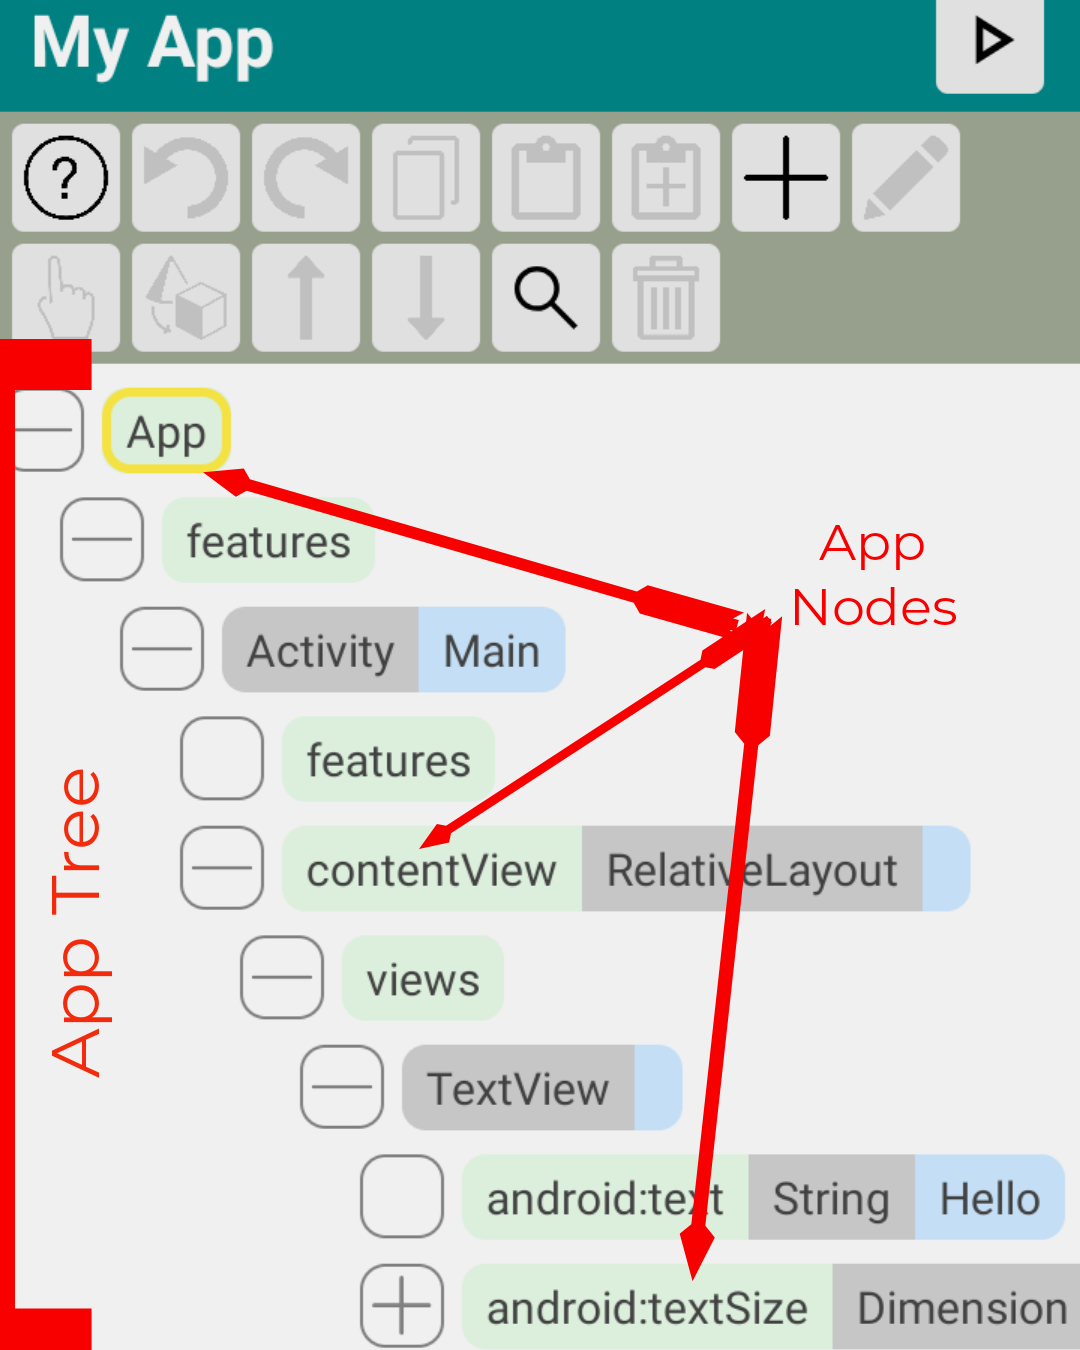 My App
?
App
features
App
Nodes
Activity Main
features
App Tree
contentView RelativeLayout
views
TextView
android:text String Hello
android:textSize Dimension